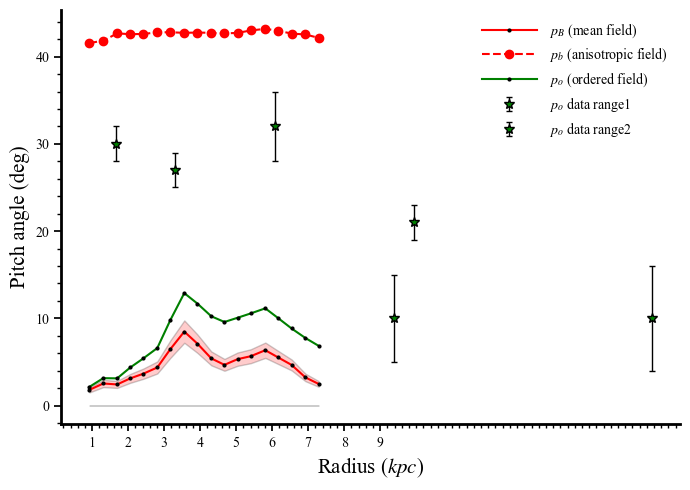 p_B (mean field)
p_b (anisotropic field)
p_o (ordered field)
p_o data range1
p_o data range2
Pitch angle (deg)
40
30
20
10
0
1 2 3 4 5 6 7 8 9
Radius (kpc)